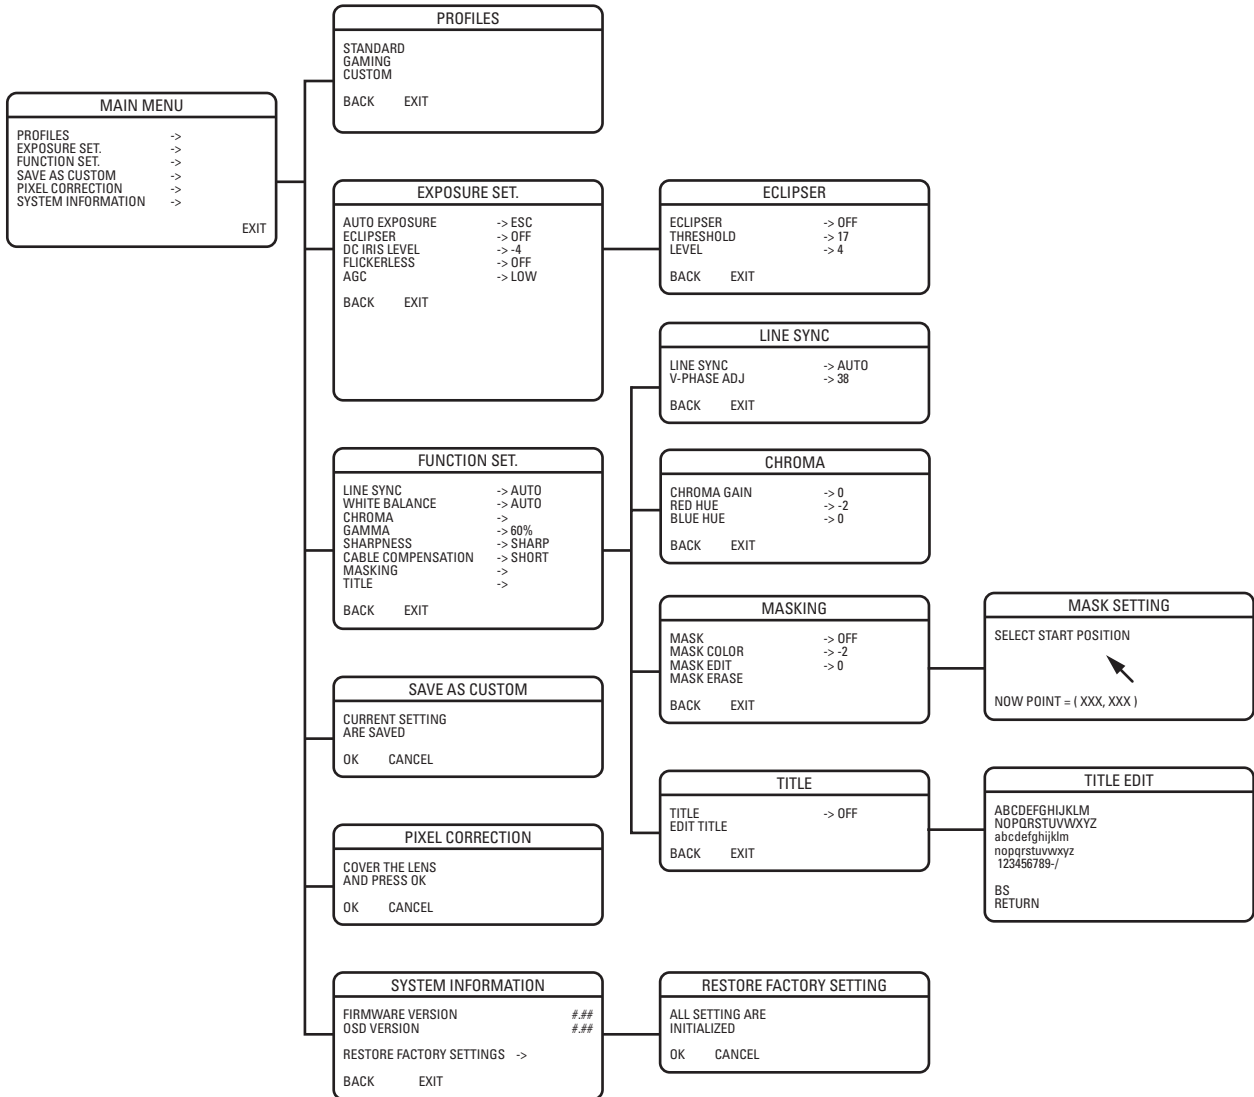 MAIN MENU
PROFILES ->
EXPOSURE SET. ->
FUNCTION SET. ->
SAVE AS CUSTOM ->
PIXEL CORRECTION ->
SYSTEM INFORMATION ->
EXIT
PROFILES
STANDARD
GAMING
CUSTOM
BACK EXIT
EXPOSURE SET.
AUTO EXPOSURE -> ESC
ECLIPSER -> OFF
DC IRIS LEVEL -> -4
FLICKERLESS -> OFF
AGC -> LOW
BACK EXIT
ECLIPSER
ECLIPSER -> OFF
THRESHOLD -> 17
LEVEL -> 4
BACK EXIT
FUNCTION SET.
LINE SYNC -> AUTO
WHITE BALANCE -> AUTO
CHROMA ->
GAMMA -> 60%
SHARPNESS -> SHARP
CABLE COMPENSATION -> SHORT
MASKING ->
TITLE ->
BACK EXIT
LINE SYNC
LINE SYNC -> AUTO
V-PHASE ADJ -> 38
BACK EXIT
CHROMA
CHROMA GAIN -> 0
RED HUE -> -2
BLUE HUE -> 0
BACK EXIT
MASKING
MASK -> OFF
MASK COLOR -> -2
MASK EDIT -> 0
MASK ERASE
BACK EXIT
MASK SETTING
SELECT START POSITION
NOW POINT = ( XXX, XXX )
TITLE
TITLE -> OFF
EDIT TITLE
BACK EXIT
TITLE EDIT
ABCDEFGHIJKLM
NOPQRSTUVWXYZ
abcdefghijklm
nopqrstuvwxyz
123456789-/
BS
RETURN
SAVE AS CUSTOM
CURRENT SETTING
ARE SAVED
OK CANCEL
PIXEL CORRECTION
COVER THE LENS
AND PRESS OK
OK CANCEL
SYSTEM INFORMATION
FIRMWARE VERSION #.##
OSD VERSION #.##
RESTORE FACTORY SETTINGS ->
BACK EXIT
RESTORE FACTORY SETTING
ALL SETTING ARE
INITIALIZED
OK CANCEL